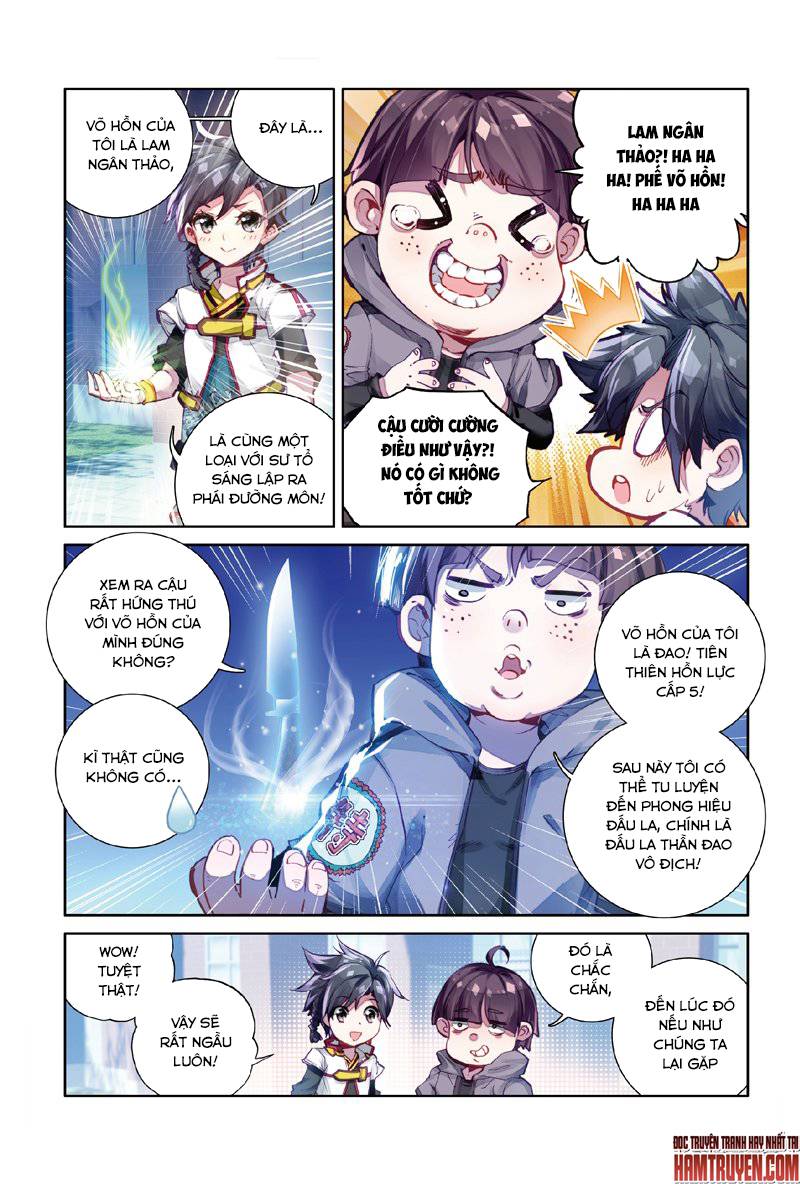 VÕ HỒN CỦA
TÔI LÀ LAM
NGÂN THẢO,
ĐÂY LÀ...
LÀ CÙNG MỘT
LOẠI VỚI SƯ TỔ
SÁNG LẬP RA
PHÁI ĐƯỜNG MÔN!
LAM NGÂN
THẢO?! HA HA
HA! PHẾ VÕ HỒN!
HA HA HA
CẬU CƯỜI CƯỜNG
ĐIỀU NHƯ VẬY?!
NÓ CÓ GÌ KHÔNG
TỐT CHỨ?
XEM RA CẬU
RẤT HỨNG THÚ
VỚI VÕ HỒN CỦA
MÌNH ĐÚNG
KHÔNG?
KÌ THẬT CŨNG
KHÔNG CÓ...
VÕ HỒN CỦA TÔI
LÀ ĐAO! TIÊN
THIÊN HỒN LỰC
CẤP 5!
SAU NÀY TÔI CÓ
THỂ TU LUYỆN
ĐẾN PHONG HIỆU
ĐẤU LA, CHÍNH LÀ
ĐẤU LA THẦN ĐAO
VÔ ĐỊCH!
WOW!
TUYỆT
THẬT!
VẬY SẼ
RẤT NGẦU
LUÔN!
ĐÓ LÀ
CHẮC
CHẮN,
ĐẾN LÚC ĐÓ
NẾU NHƯ
CHÚNG TA
LẠI GẶP
ĐỌC TRUYỆN TRANH HAY NHẤT TẠI
HAMTRUYEN.COM